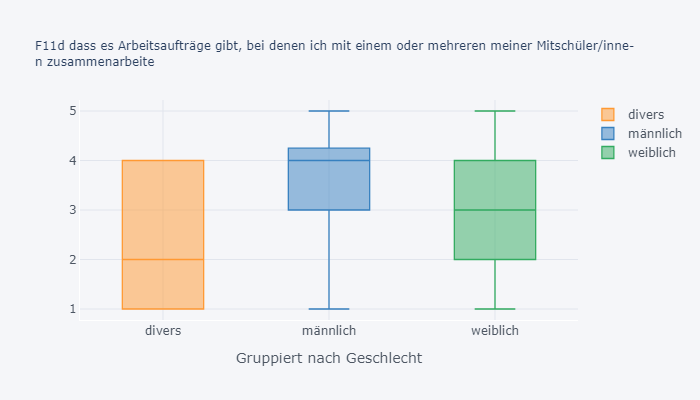 F11d dass es Arbeitsaufträge gibt, bei denen ich mit einem oder mehreren meiner Mitschüler/inne-
n zusammenarbeite
5
4
3
2
1
divers
männlich
weiblich
Gruppiert nach Geschlecht
divers
männlich
weiblich